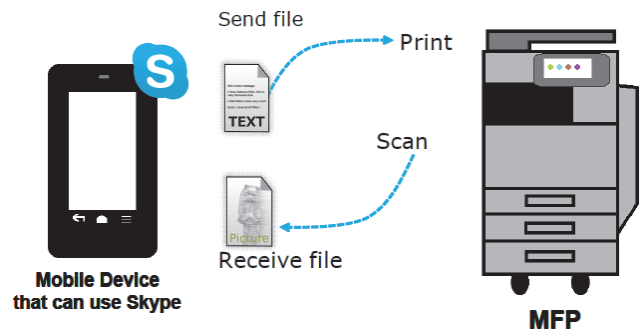 Send file
Print
S
TEXT
Scan
Picture
Receive file
Mobile Device
that can use Skype
MFP